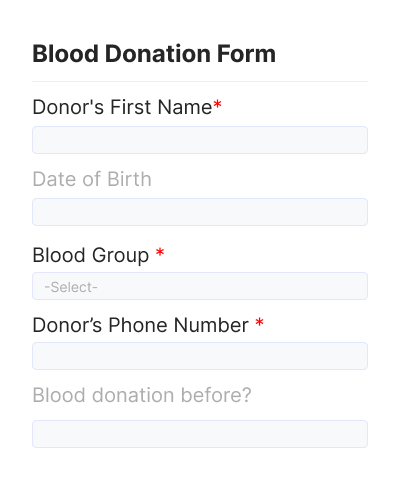 Blood Donation Form
Donor's First Name*
Date of Birth
Blood Group *
-Select-
Donor’s Phone Number *
Blood donation before?